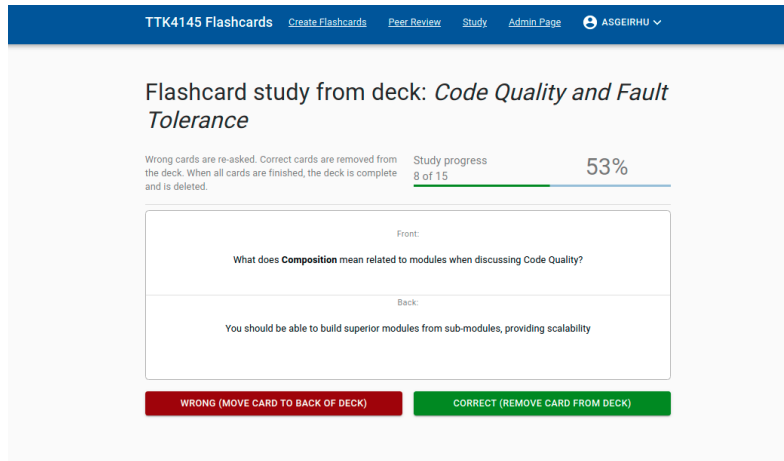 TTK4145 Flashcards Create Flashcards Peer Review Study Admin Page ASGEIRHU
Flashcard study from deck: Code Quality and Fault
Tolerance
Wrong cards are re-asked. Correct cards are removed from
the deck. When all cards are finished, the deck is complete
and is deleted.
Study progress
8 of 15
53%
Front:
What does Composition mean related to modules when discussing Code Quality?
Back:
You should be able to build superior modules from sub-modules, providing scalability
WRONG (MOVE CARD TO BACK OF DECK) CORRECT (REMOVE CARD FROM DECK)